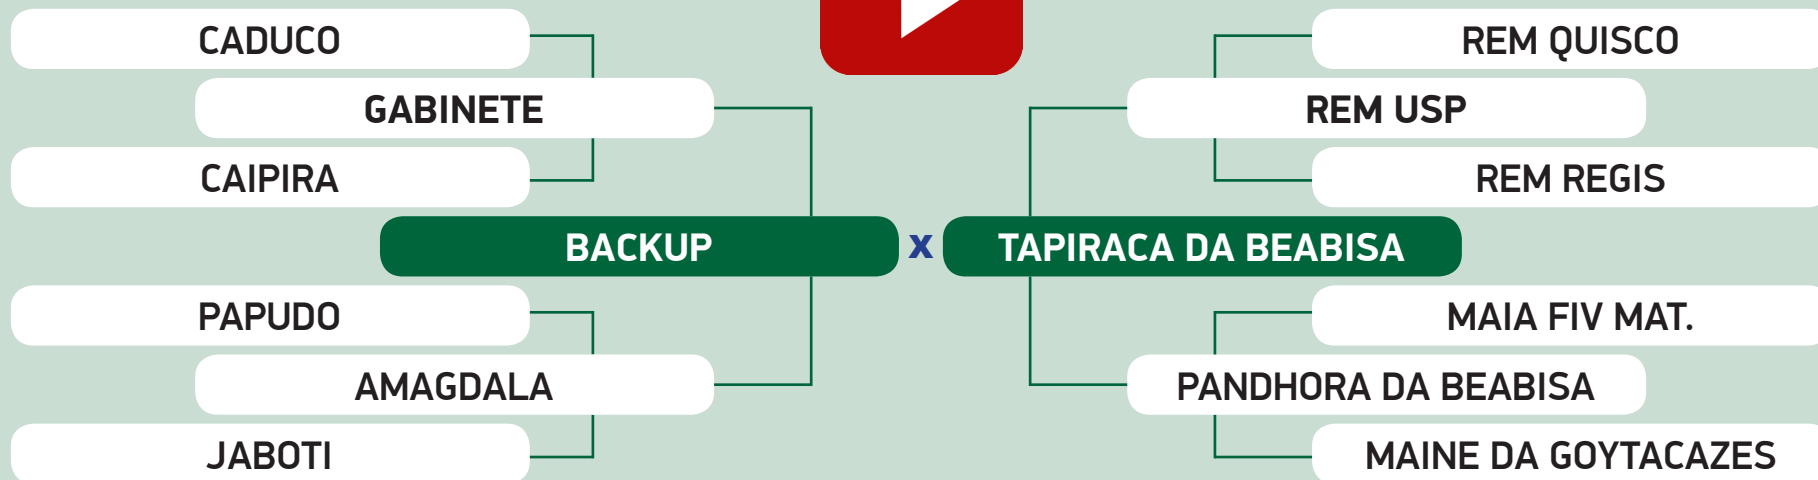 CADUCO
REM QUISCO
GABINETE
REM USP
CAIPIRA
REM REGIS
BACKUP x TAPIRACA DA BEABISA
PAPUDO
MAIA FIV MAT.
AMAGDALA
PANDHORA DA BEABISA
JABOTI
MAINE DA GOYTACAZES